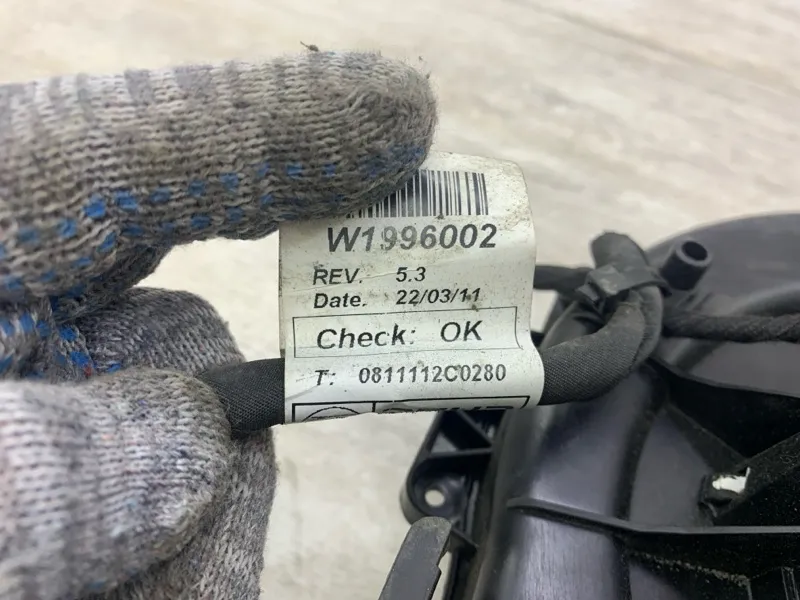 W1996002
REV. 5.3
Date. 22/03/11
Check: OK
T: 0811112C0280